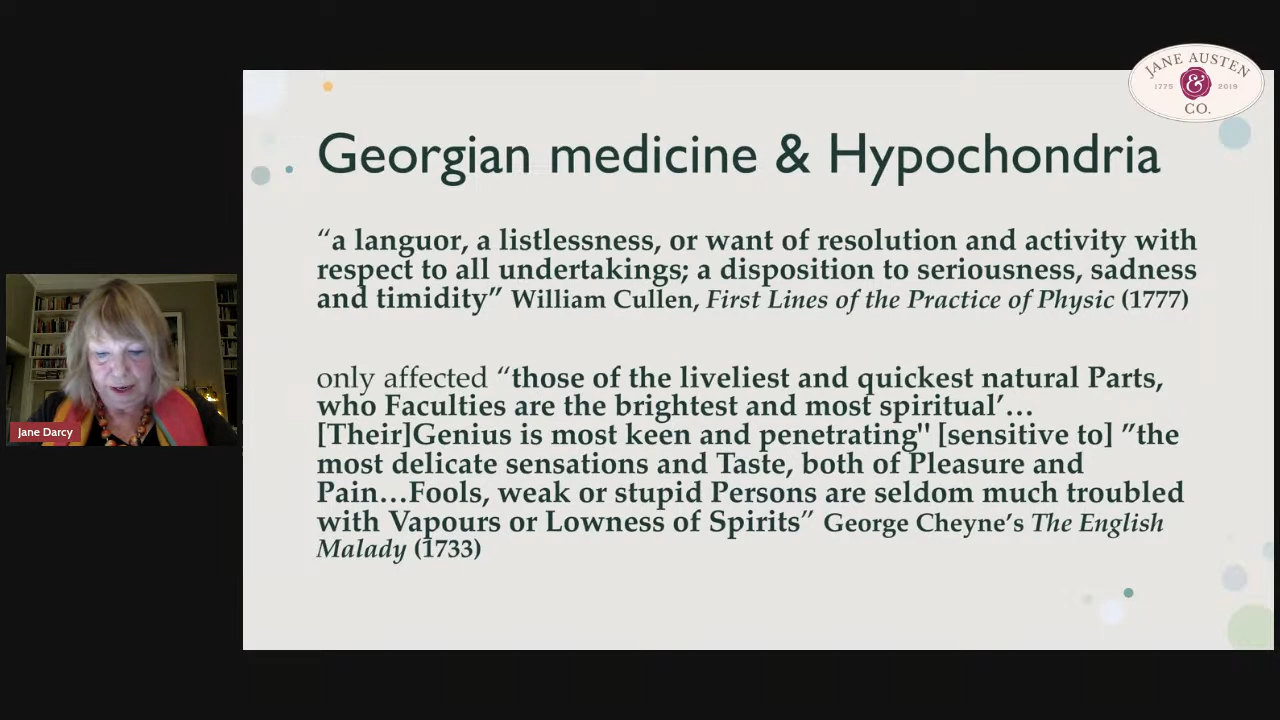 JANE AUSTEN
1775 & 2019
CO.
Georgian medicine & Hypochondria
“a languor, a listlessness, or want of resolution and activity with
respect to all undertakings; a disposition to seriousness, sadness
and timidity” William Cullen, First Lines of the Practice of Physic (1777)
only affected “those of the liveliest and quickest natural Parts,
who Faculties are the brightest and most spiritual’…
[Their]Genius is most keen and penetrating" [sensitive to] ”the
most delicate sensations and Taste, both of Pleasure and
Pain…Fools, weak or stupid Persons are seldom much troubled
with Vapours or Lowness of Spirits” George Cheyne’s The English
Malady (1733)
Jane Darcy